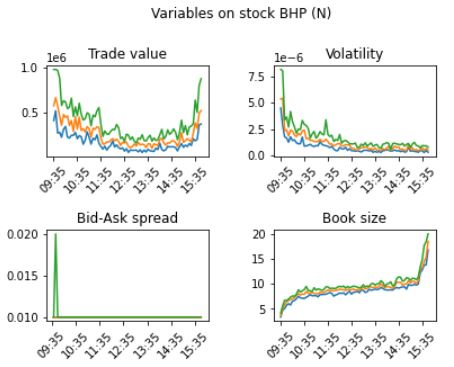 Variables on stock BHP (N)
Trade value
1e6
1.0
0.5
09:35 10:35 11:35 12:35 13:35 14:35 15:35
Volatility
1e−6
7.5
5.0
2.5
0.0
09:35 10:35 11:35 12:35 13:35 14:35 15:35
Bid-Ask spread
0.020
0.015
0.010
09:35 10:35 11:35 12:35 13:35 14:35 15:35
Book size
20
15
10
5
09:35 10:35 11:35 12:35 13:35 14:35 15:35